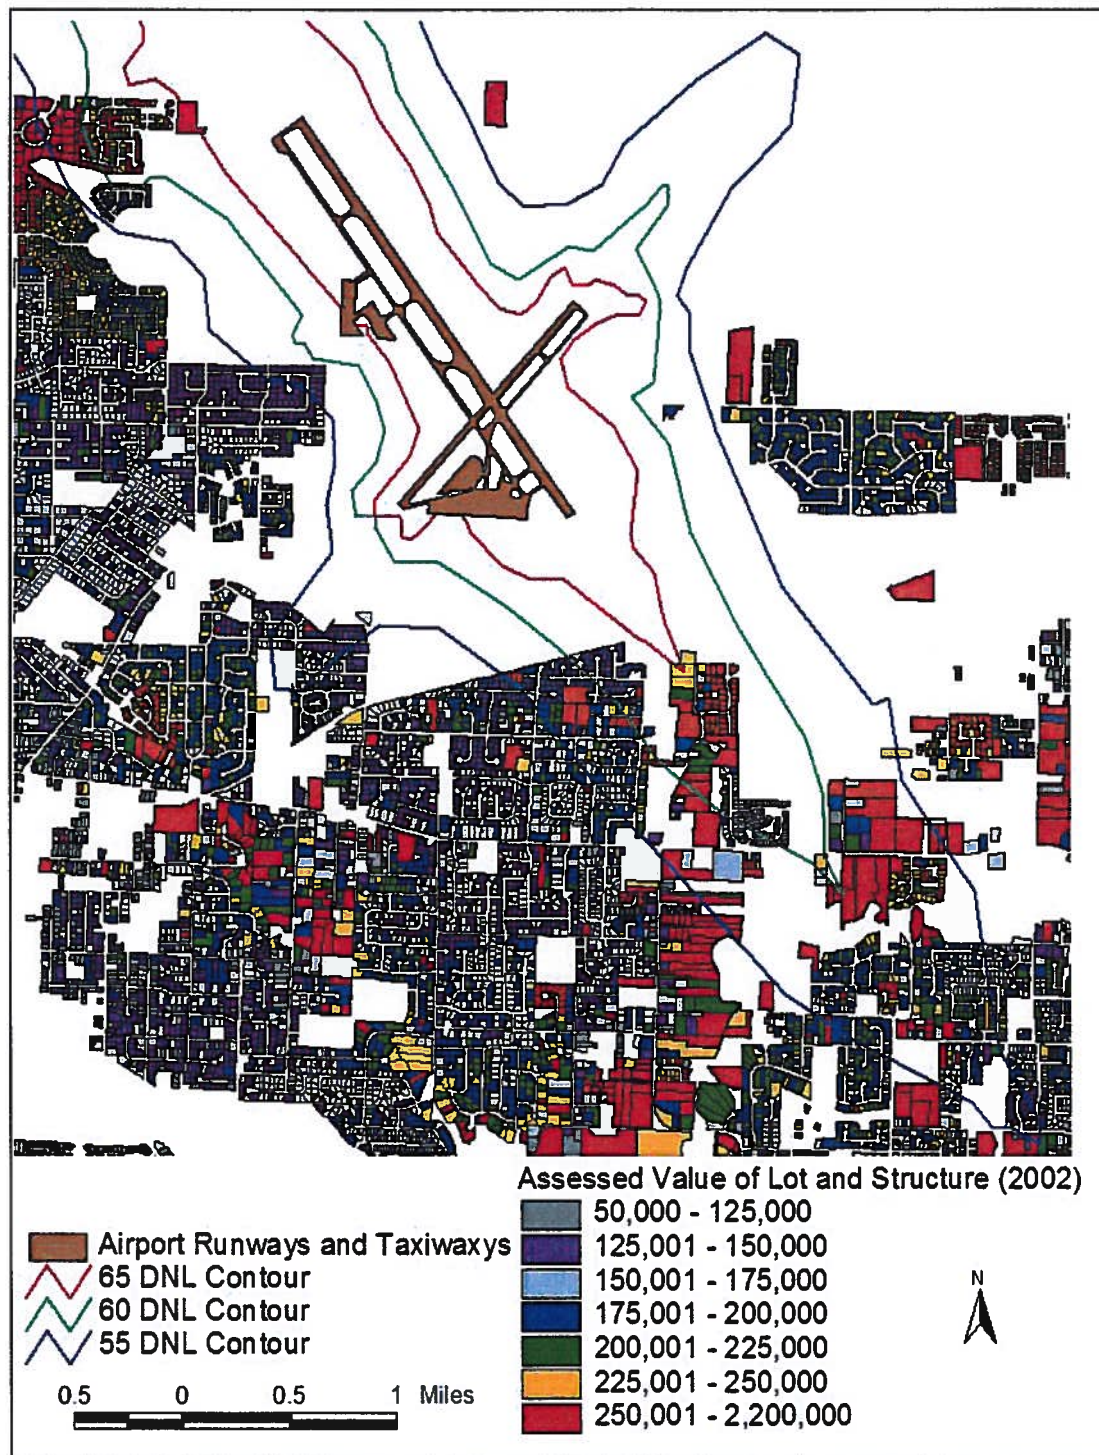 Assessed Value of Lot and Structure (2002)
50,000 - 125,000
125,001 - 150,000
150,001 - 175,000
175,001 - 200,000
200,001 - 225,000
225,001 - 250,000
250,001 - 2,200,000
Airport Runways and Taxiwaxys
65 DNL Contour
60 DNL Contour
55 DNL Contour
0.5 0 0.5 1 Miles
N